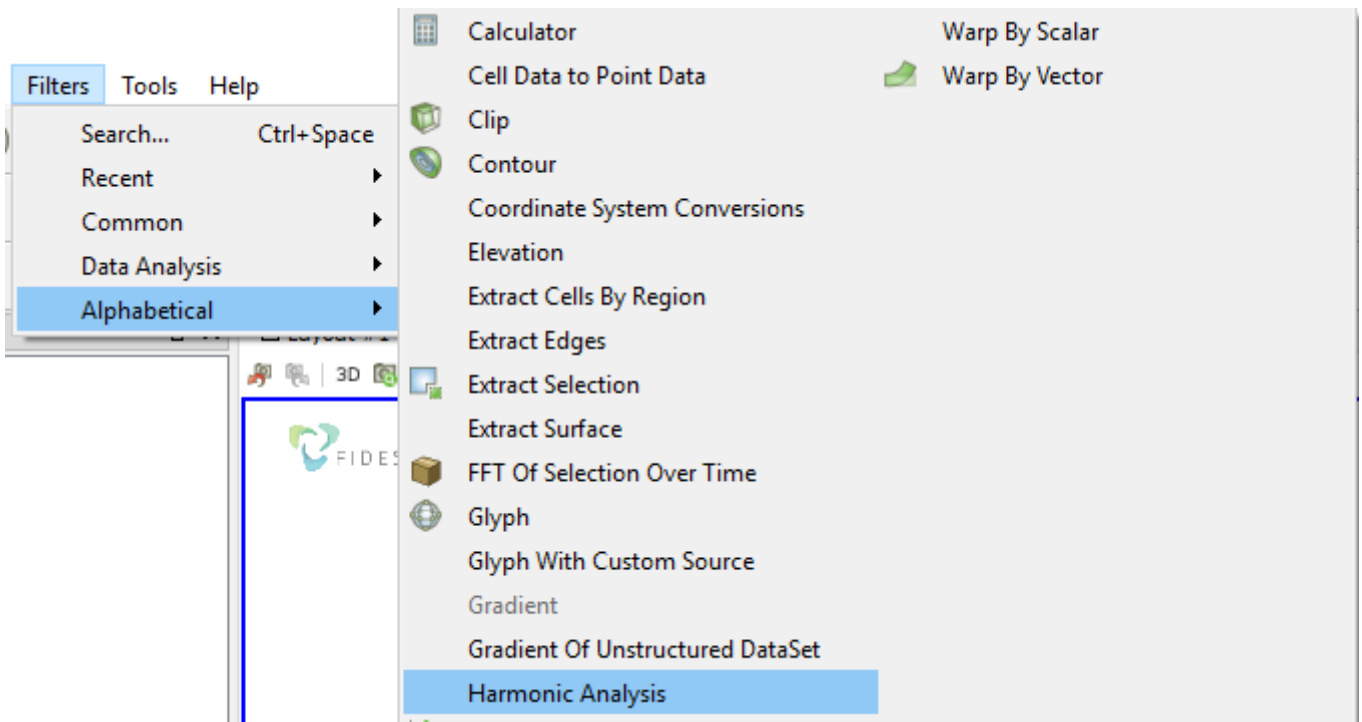 Filters Tools Help
Search... Ctrl+Space
Recent
Common
Data Analysis
Alphabetical
3D
FIDES
Calculator
Cell Data to Point Data
Clip
Contour
Coordinate System Conversions
Elevation
Extract Cells By Region
Extract Edges
Extract Selection
Extract Surface
FFT Of Selection Over Time
Glyph
Glyph With Custom Source
Gradient
Gradient Of Unstructured DataSet
Harmonic Analysis
Warp By Scalar
Warp By Vector